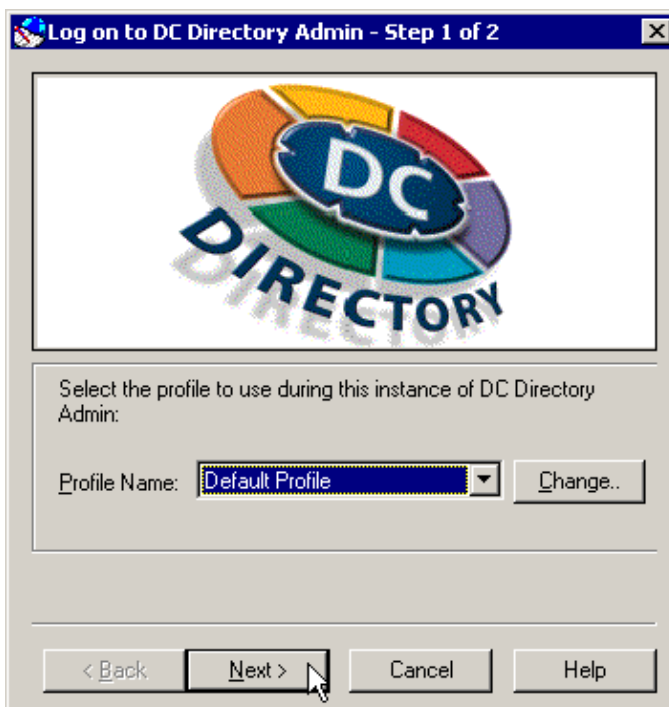 Log on to DC Directory Admin - Step 1 of 2
DC
DIRECTORY
Select the profile to use during this instance of DC Directory
Admin:
Profile Name: Default Profile Change..
< Back Next > Cancel Help